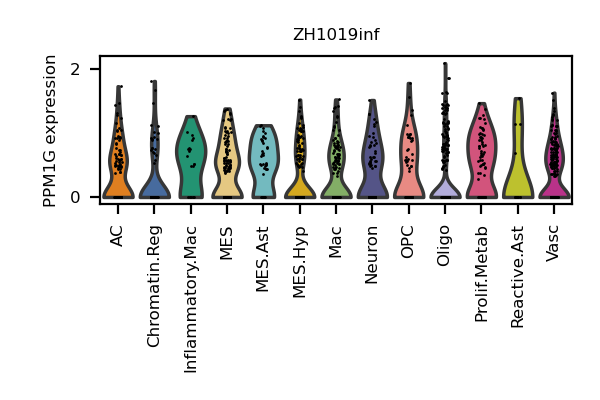 ZH1019inf
PPM1G expression
2
0
AC
Chromatin.Reg
Inflammatory.Mac
MES
MES.Ast
MES.Hyp
Mac
Neuron
OPC
Oligo
Prolif.Metab
Reactive.Ast
Vasc